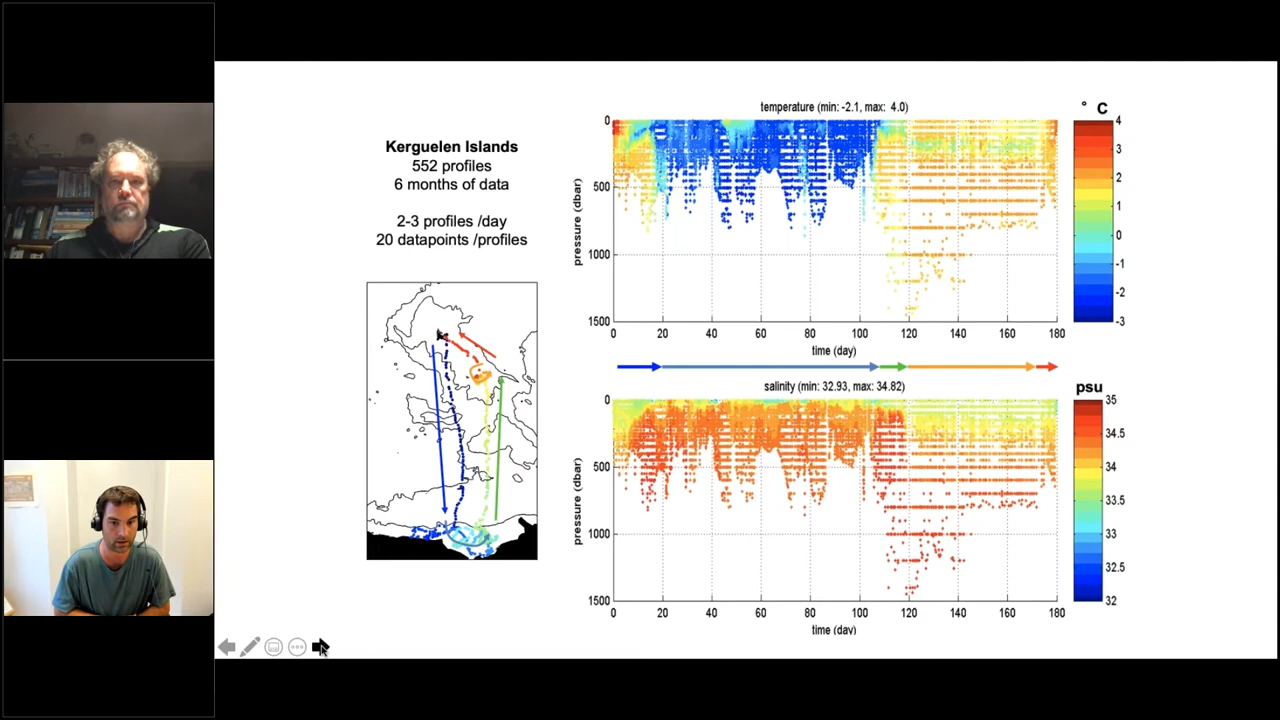 Kerguelen Islands
552 profiles
6 months of data
2-3 profiles /day
20 datapoints /profiles
temperature (min: -2.1, max: 4.0)
° C
pressure (dbar)
0
500
1000
1500
0 20 40 60 80 100 120 140 160 180
time (day)
4
3
2
1
0
-1
-2
-3
salinity (min: 32.93, max: 34.82)
psu
pressure (dbar)
0
500
1000
1500
0 20 40 60 80 100 120 140 160 180
time (day)
35
34.5
34
33.5
33
32.5
32